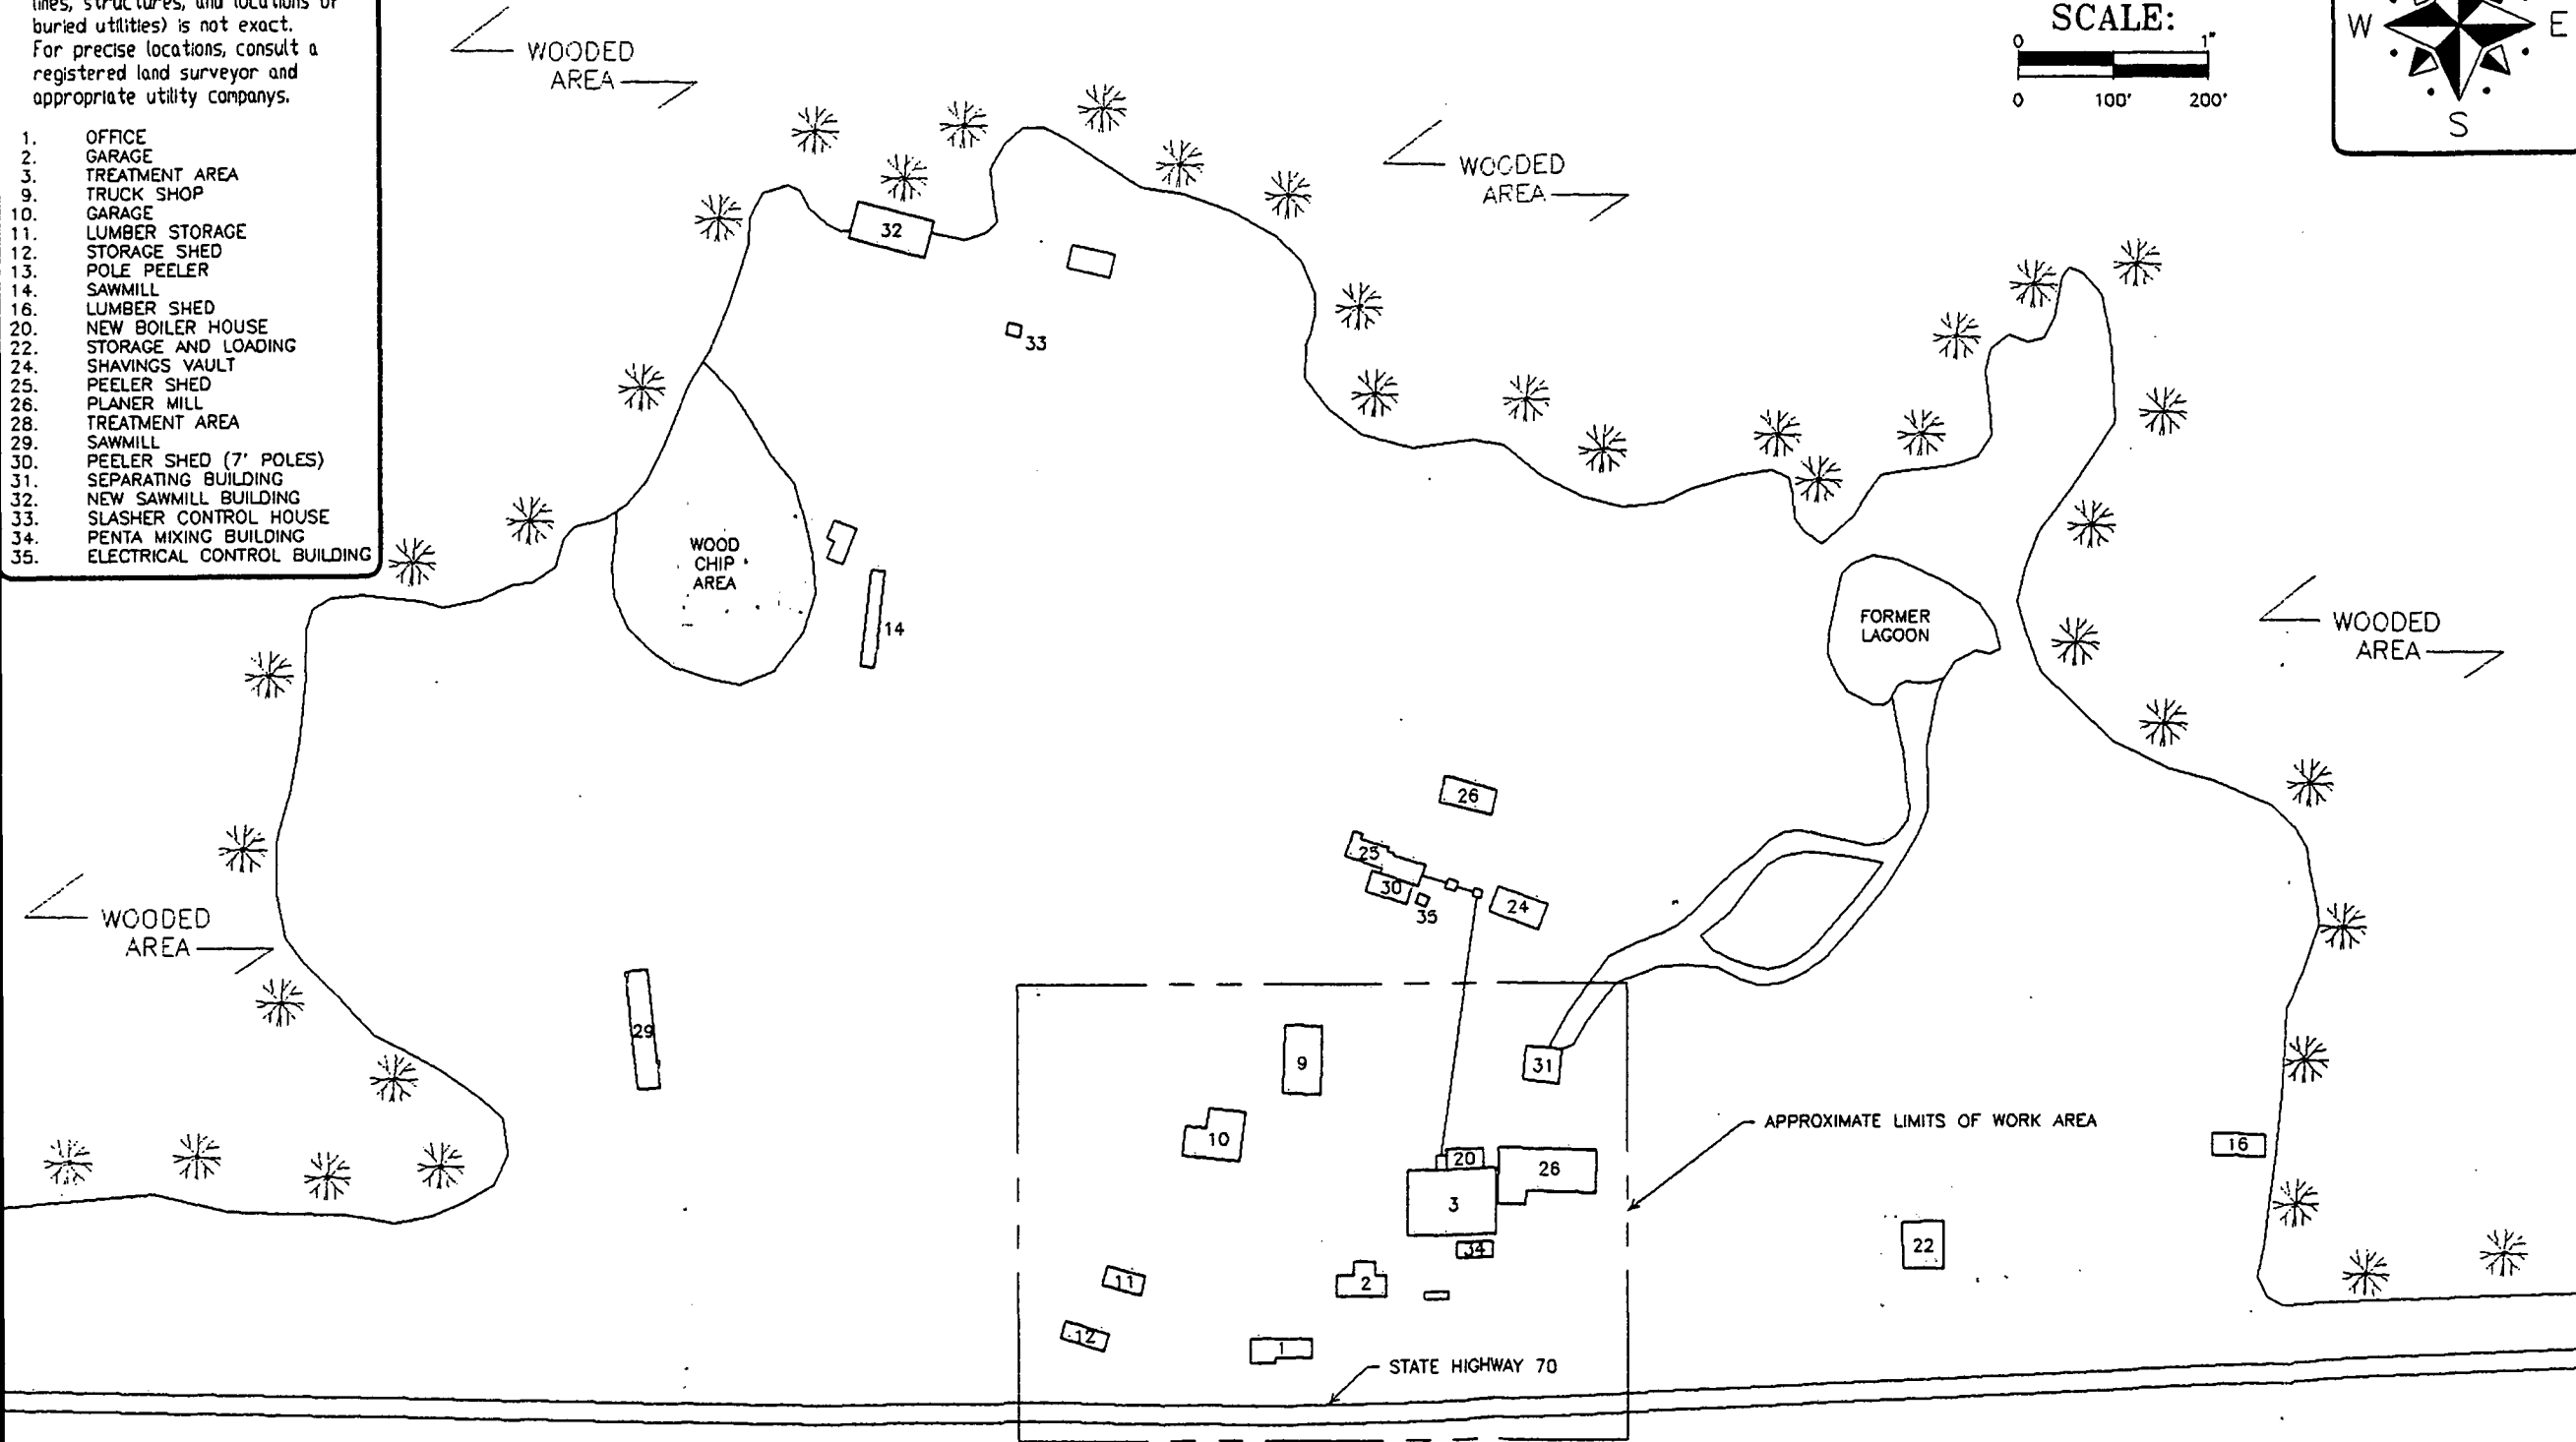 lines, structures, and locations of
buried utilities) is not exact.
For precise locations, consult a
registered land surveyor and
appropriate utility companys.
1. OFFICE
2. GARAGE
3. TREATMENT AREA
9. TRUCK SHOP
10. GARAGE
11. LUMBER STORAGE
12. STORAGE SHED
13. POLE PEELER
14. SAWMILL
16. LUMBER SHED
20. NEW BOILER HOUSE
22. STORAGE AND LOADING
24. SHAVINGS VAULT
25. PEELER SHED
26. PLANER MILL
28. TREATMENT AREA
29. SAWMILL
30. PEELER SHED (7' POLES)
31. SEPARATING BUILDING
32. NEW SAWMILL BUILDING
33. SLASHER CONTROL HOUSE
34. PENTA MIXING BUILDING
35. ELECTRICAL CONTROL BUILDING
WOODED
AREA
SCALE:
0 1"
0 100' 200'
W E
S
WOODED
AREA
32
33
WOOD
CHIP
AREA
14
FORMER
LAGOON
WOODED
AREA
26
25
30
35
24
WOODED
AREA
29
9
31
10
APPROXIMATE LIMITS OF WORK AREA
20
26
16
3
34
22
11
2
12
1
STATE HIGHWAY 70